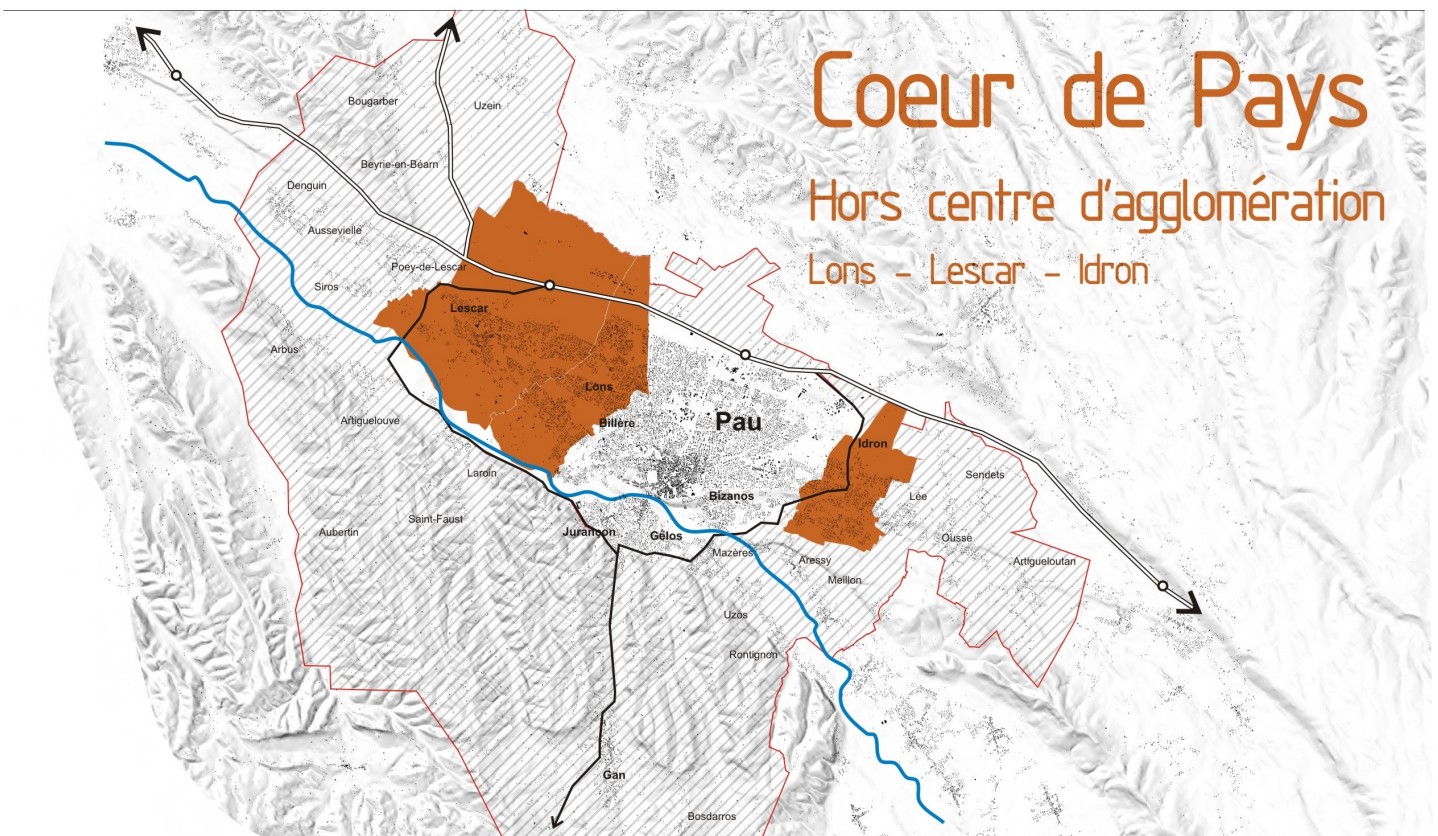 Coeur de Pays
Hors centre d'agglomération
Lons - Lescar - Idron
Bougarber
Uzein
Beyrie-en-Béarn
Denguin
Aussevielle
Poey-de-Lescar
Siros
Lescar
Arbus
Lons
Artiguelouve
Billère
Pau
Idron
Laroin
Sendets
Lée
Bizanos
Saint-Faust
Aubertin
Jurançon
Gélos
Ousse
Mazères
Aressy
Artigueloutan
Meillon
Uzos
Rontignon
Gan
Bosdarros